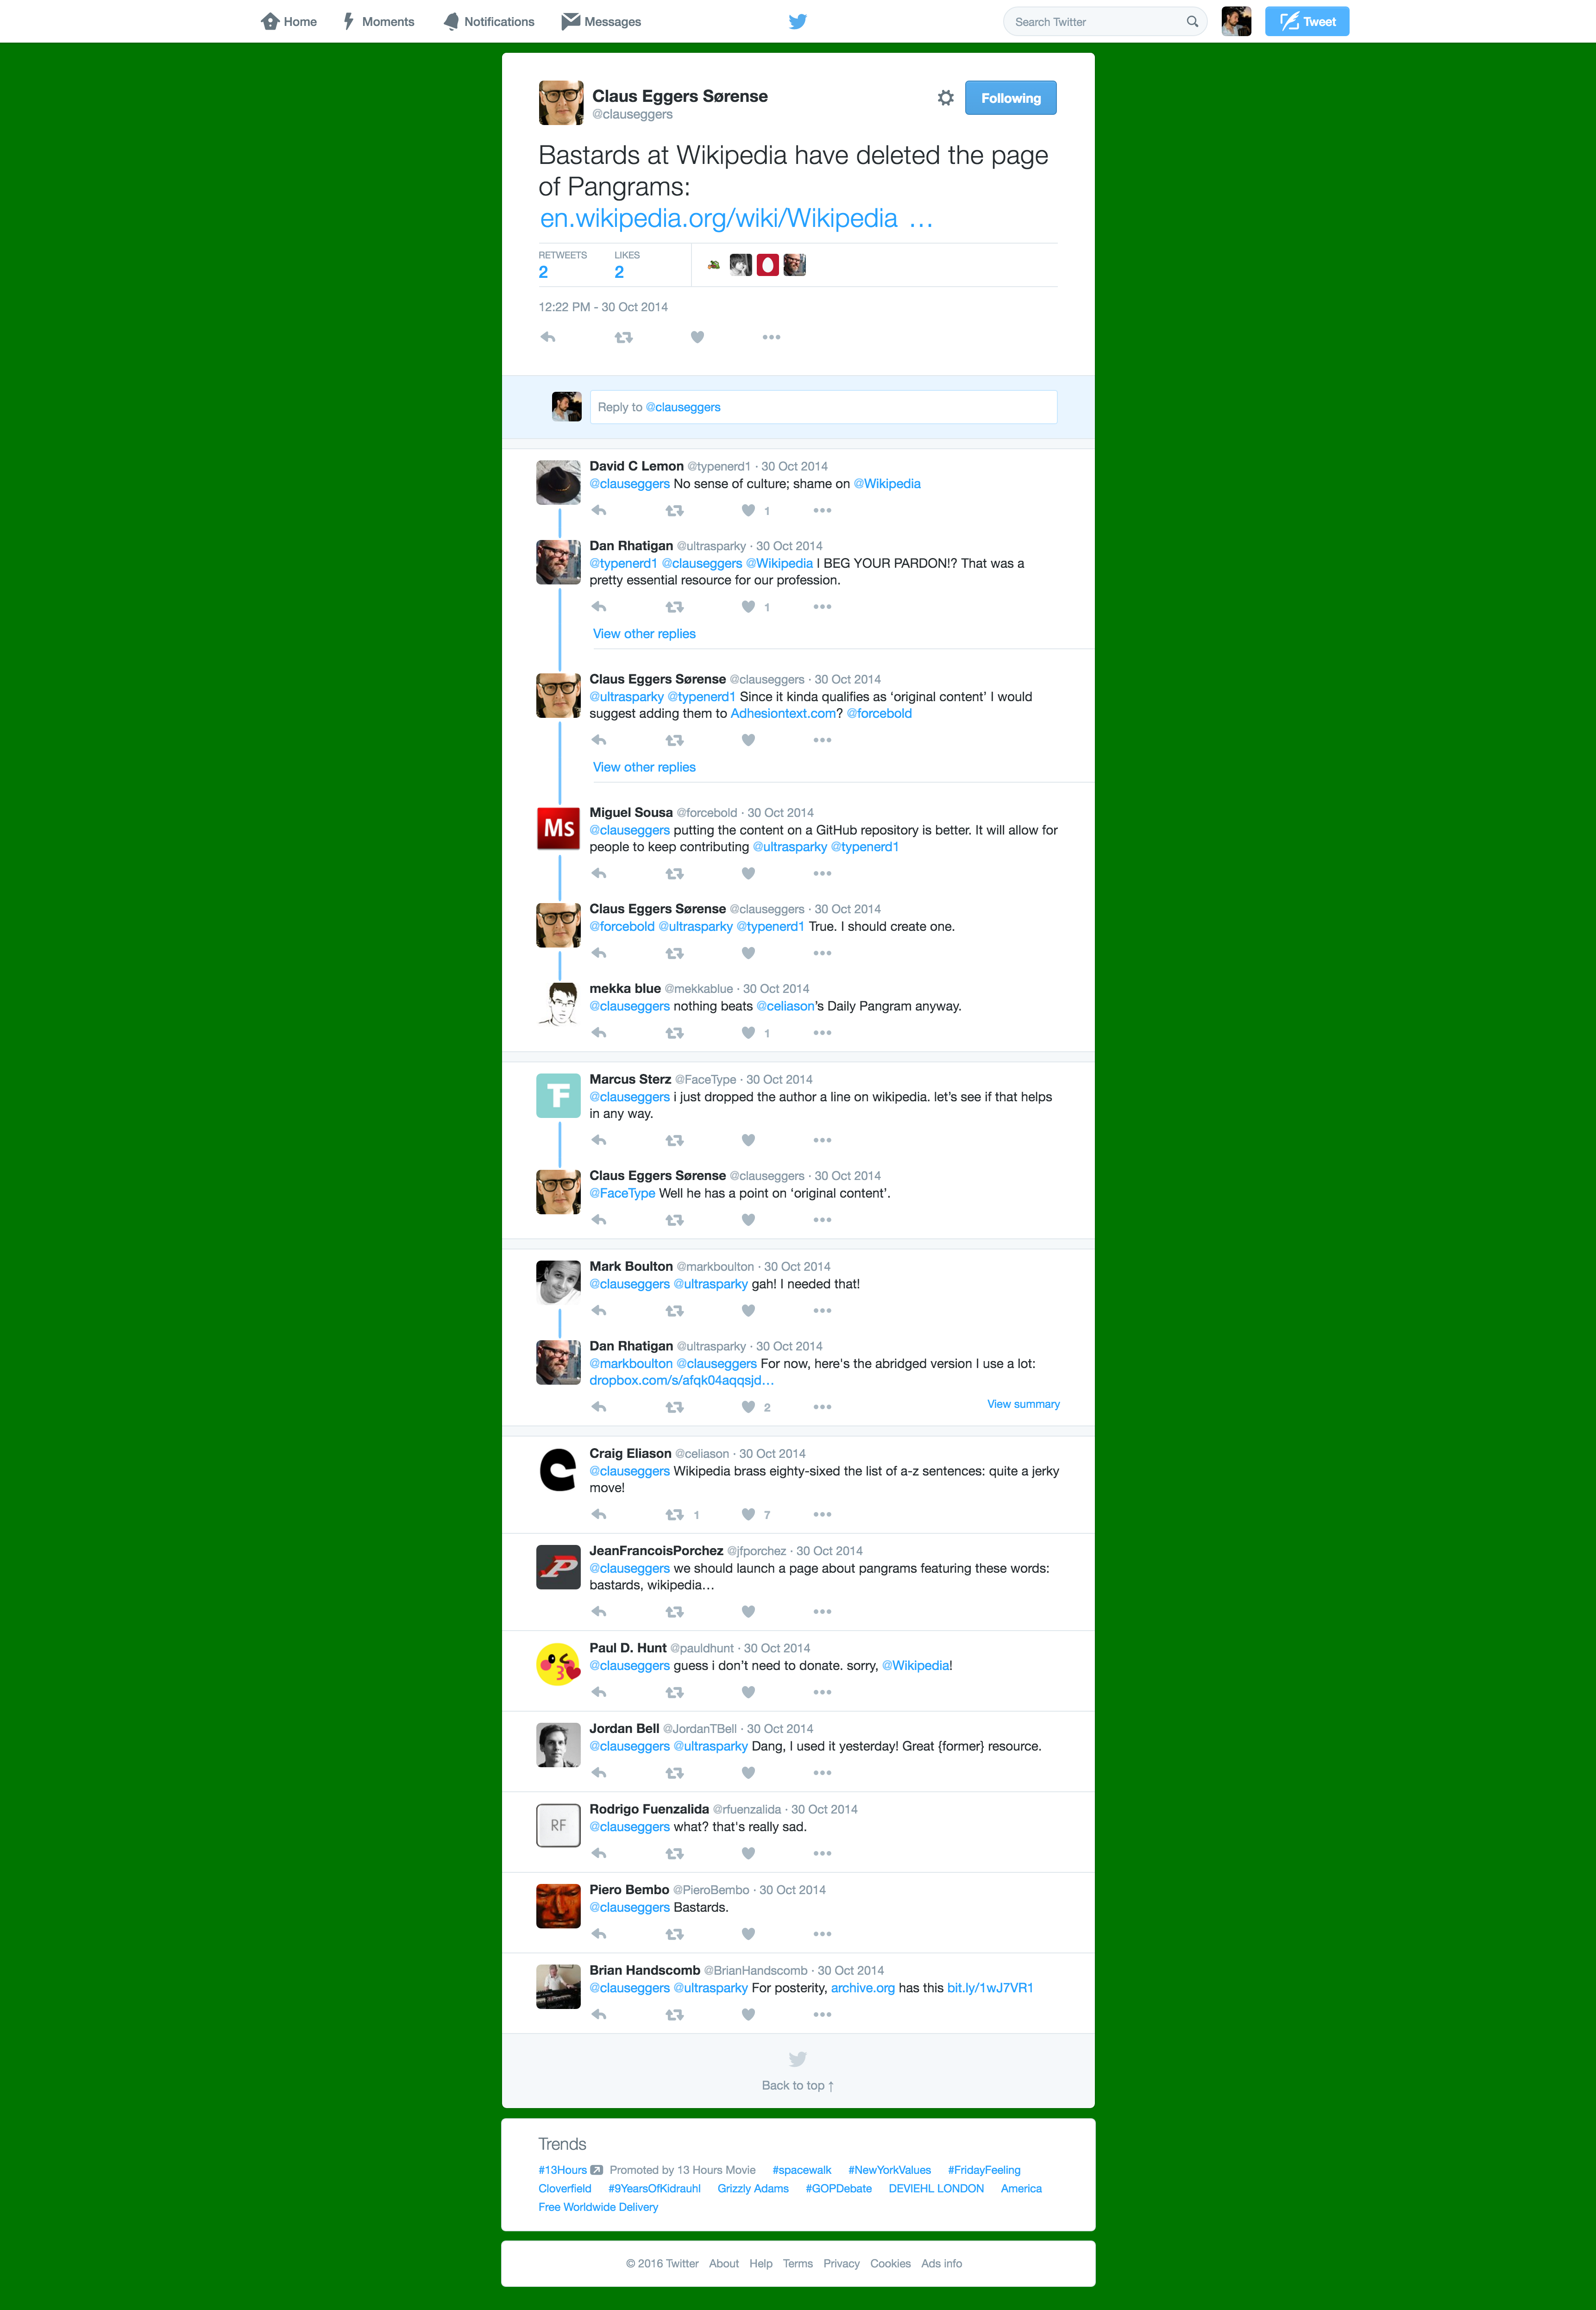 Home Moments Notifications Messages Search Twitter Tweet
Claus Eggers Sørense
@clauseggers
Following
Bastards at Wikipedia have deleted the page
of Pangrams:
en.wikipedia.org/wiki/Wikipedia …
RETWEETS LIKES
2 2
12:22 PM - 30 Oct 2014
Reply to @clauseggers
David C Lemon @typenerd1 · 30 Oct 2014
@clauseggers No sense of culture; shame on @Wikipedia
1
Dan Rhatigan @ultrasparky · 30 Oct 2014
@typenerd1 @clauseggers @Wikipedia I BEG YOUR PARDON!? That was a
pretty essential resource for our profession.
1
View other replies
Claus Eggers Sørense @clauseggers · 30 Oct 2014
@ultrasparky @typenerd1 Since it kinda qualifies as ‘original content’ I would
suggest adding them to Adhesiontext.com? @forcebold
View other replies
Ms
Miguel Sousa @forcebold · 30 Oct 2014
@clauseggers putting the content on a GitHub repository is better. It will allow for
people to keep contributing @ultrasparky @typenerd1
Claus Eggers Sørense @clauseggers · 30 Oct 2014
@forcebold @ultrasparky @typenerd1 True. I should create one.
mekka blue @mekkablue · 30 Oct 2014
@clauseggers nothing beats @celiason’s Daily Pangram anyway.
1
Marcus Sterz @FaceType · 30 Oct 2014
@clauseggers i just dropped the author a line on wikipedia. let’s see if that helps
in any way.
Claus Eggers Sørense @clauseggers · 30 Oct 2014
@FaceType Well he has a point on ‘original content’.
Mark Boulton @markboulton · 30 Oct 2014
@clauseggers @ultrasparky gah! I needed that!
Dan Rhatigan @ultrasparky · 30 Oct 2014
@markboulton @clauseggers For now, here's the abridged version I use a lot:
dropbox.com/s/afqk04aqqsjd…
2 View summary
Craig Eliason @celiason · 30 Oct 2014
@clauseggers Wikipedia brass eighty-sixed the list of a-z sentences: quite a jerky
move!
1 7
JeanFrancoisPorchez @jfporchez · 30 Oct 2014
@clauseggers we should launch a page about pangrams featuring these words:
bastards, wikipedia…
Paul D. Hunt @pauldhunt · 30 Oct 2014
@clauseggers guess i don’t need to donate. sorry, @Wikipedia!
Jordan Bell @JordanTBell · 30 Oct 2014
@clauseggers @ultrasparky Dang, I used it yesterday! Great {former} resource.
RF
Rodrigo Fuenzalida @rfuenzalida · 30 Oct 2014
@clauseggers what? that's really sad.
Piero Bembo @PieroBembo · 30 Oct 2014
@clauseggers Bastards.
Brian Handscomb @BrianHandscomb · 30 Oct 2014
@clauseggers @ultrasparky For posterity, archive.org has this bit.ly/1wJ7VR1
Back to top ↑
Trends
#13Hours Promoted by 13 Hours Movie #spacewalk #NewYorkValues #FridayFeeling
Cloverfield #9YearsOfKidrauhl Grizzly Adams #GOPDebate DEVIEHL LONDON America
Free Worldwide Delivery
© 2016 Twitter About Help Terms Privacy Cookies Ads info